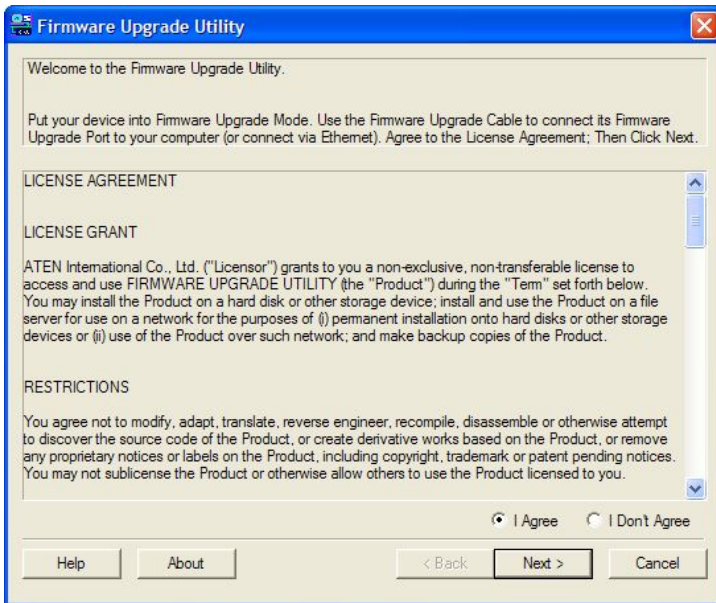 Firmware Upgrade Utility
Welcome to the Firmware Upgrade Utility.
Put your device into Firmware Upgrade Mode. Use the Firmware Upgrade Cable to connect its Firmware
Upgrade Port to your computer (or connect via Ethernet). Agree to the License Agreement; Then Click Next.
LICENSE AGREEMENT
LICENSE GRANT
ATEN International Co., Ltd. ("Licensor") grants to you a non-exclusive, non-transferable license to
access and use FIRMWARE UPGRADE UTILITY (the "Product") during the "Term" set forth below.
You may install the Product on a hard disk or other storage device; install and use the Product on a file
server for use on a network for the purposes of (i) permanent installation onto hard disks or other storage
devices or (ii) use of the Product over such network; and make backup copies of the Product.
RESTRICTIONS
You agree not to modify, adapt, translate, reverse engineer, recompile, disassemble or otherwise attempt
to discover the source code of the Product, or create derivative works based on the Product, or remove
any proprietary notices or labels on the Product, including copyright, trademark or patent pending notices.
You may not sublicense the Product or otherwise allow others to use the Product licensed to you.
I Agree I Don't Agree
Help About < Back Next > Cancel